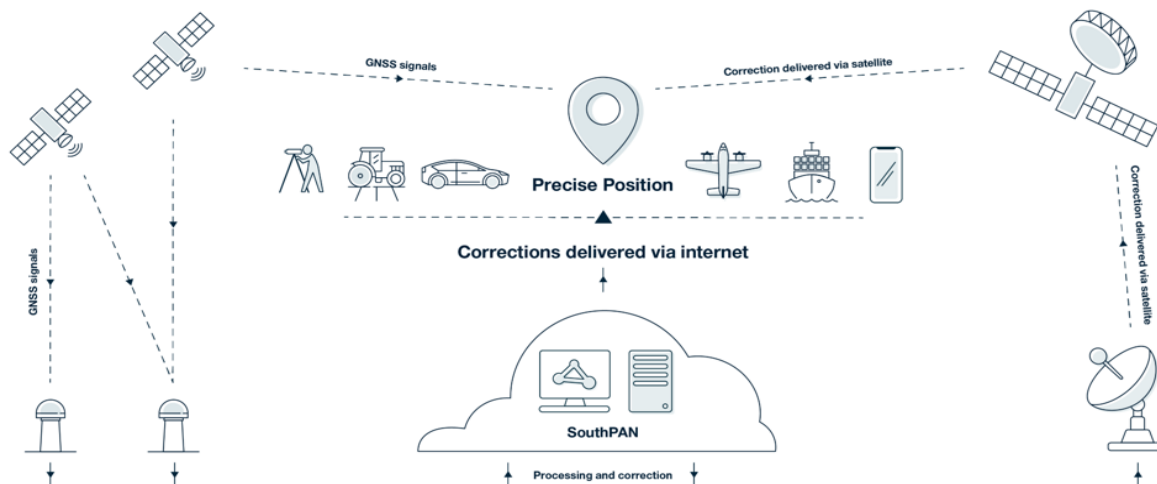 GNSS signals
Correction delivered via satellite
Precise Position
GNSS signals
Corrections delivered via internet
Correction delivered via satellite
SouthPAN
Processing and correction